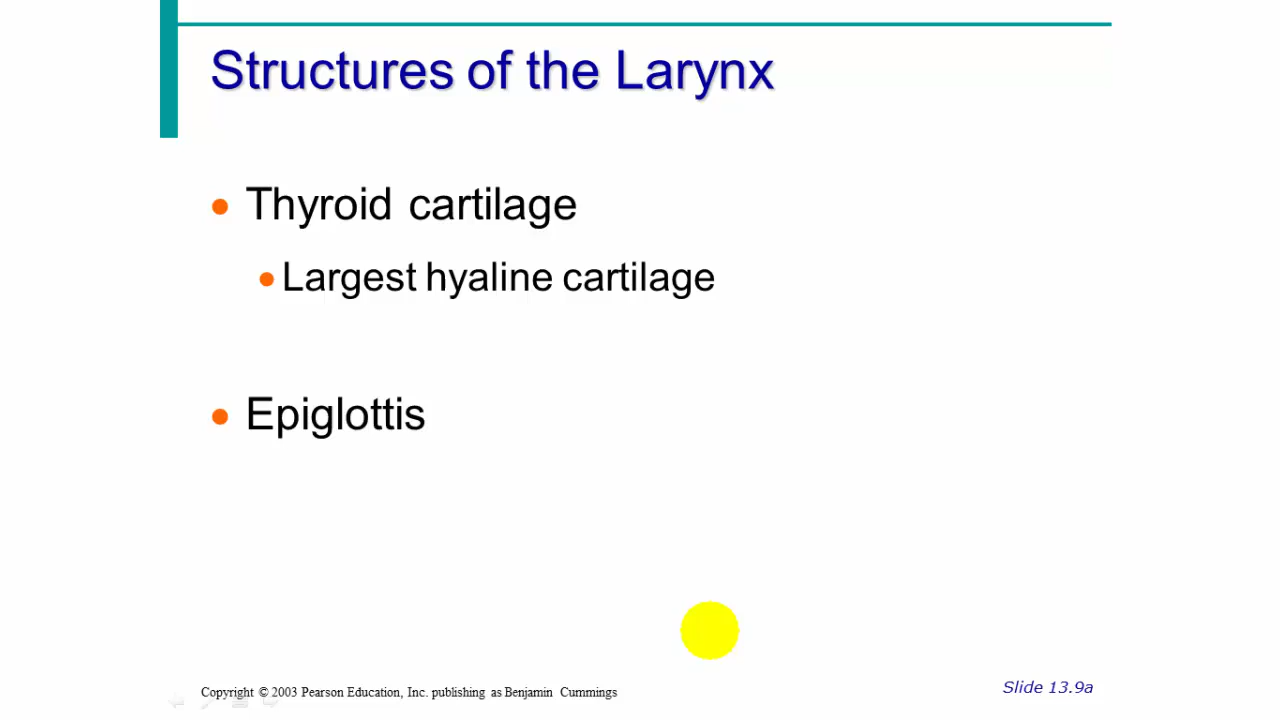 Structures of the Larynx
Thyroid cartilage
Largest hyaline cartilage
Epiglottis
Copyright © 2003 Pearson Education, Inc. publishing as Benjamin Cummings
Slide 13.9a